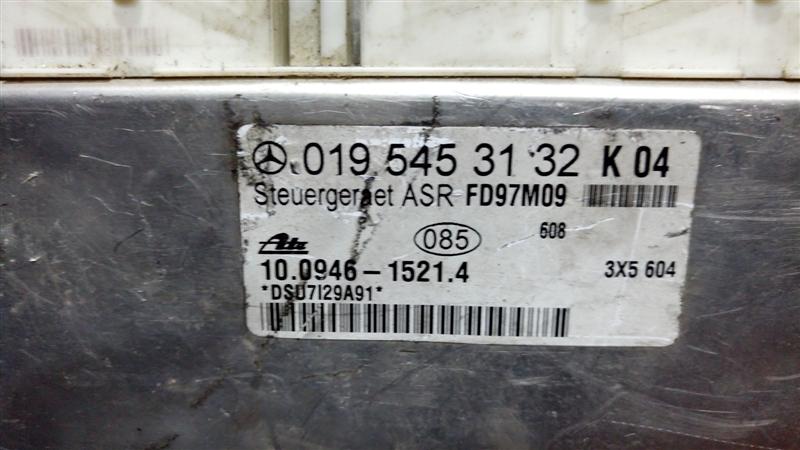 019 545 31 32 K 04
Steuergeraet ASR FD97M09
Ate 085 608
10.0946-1521.4 3X5 604
*DSU7I29A91*